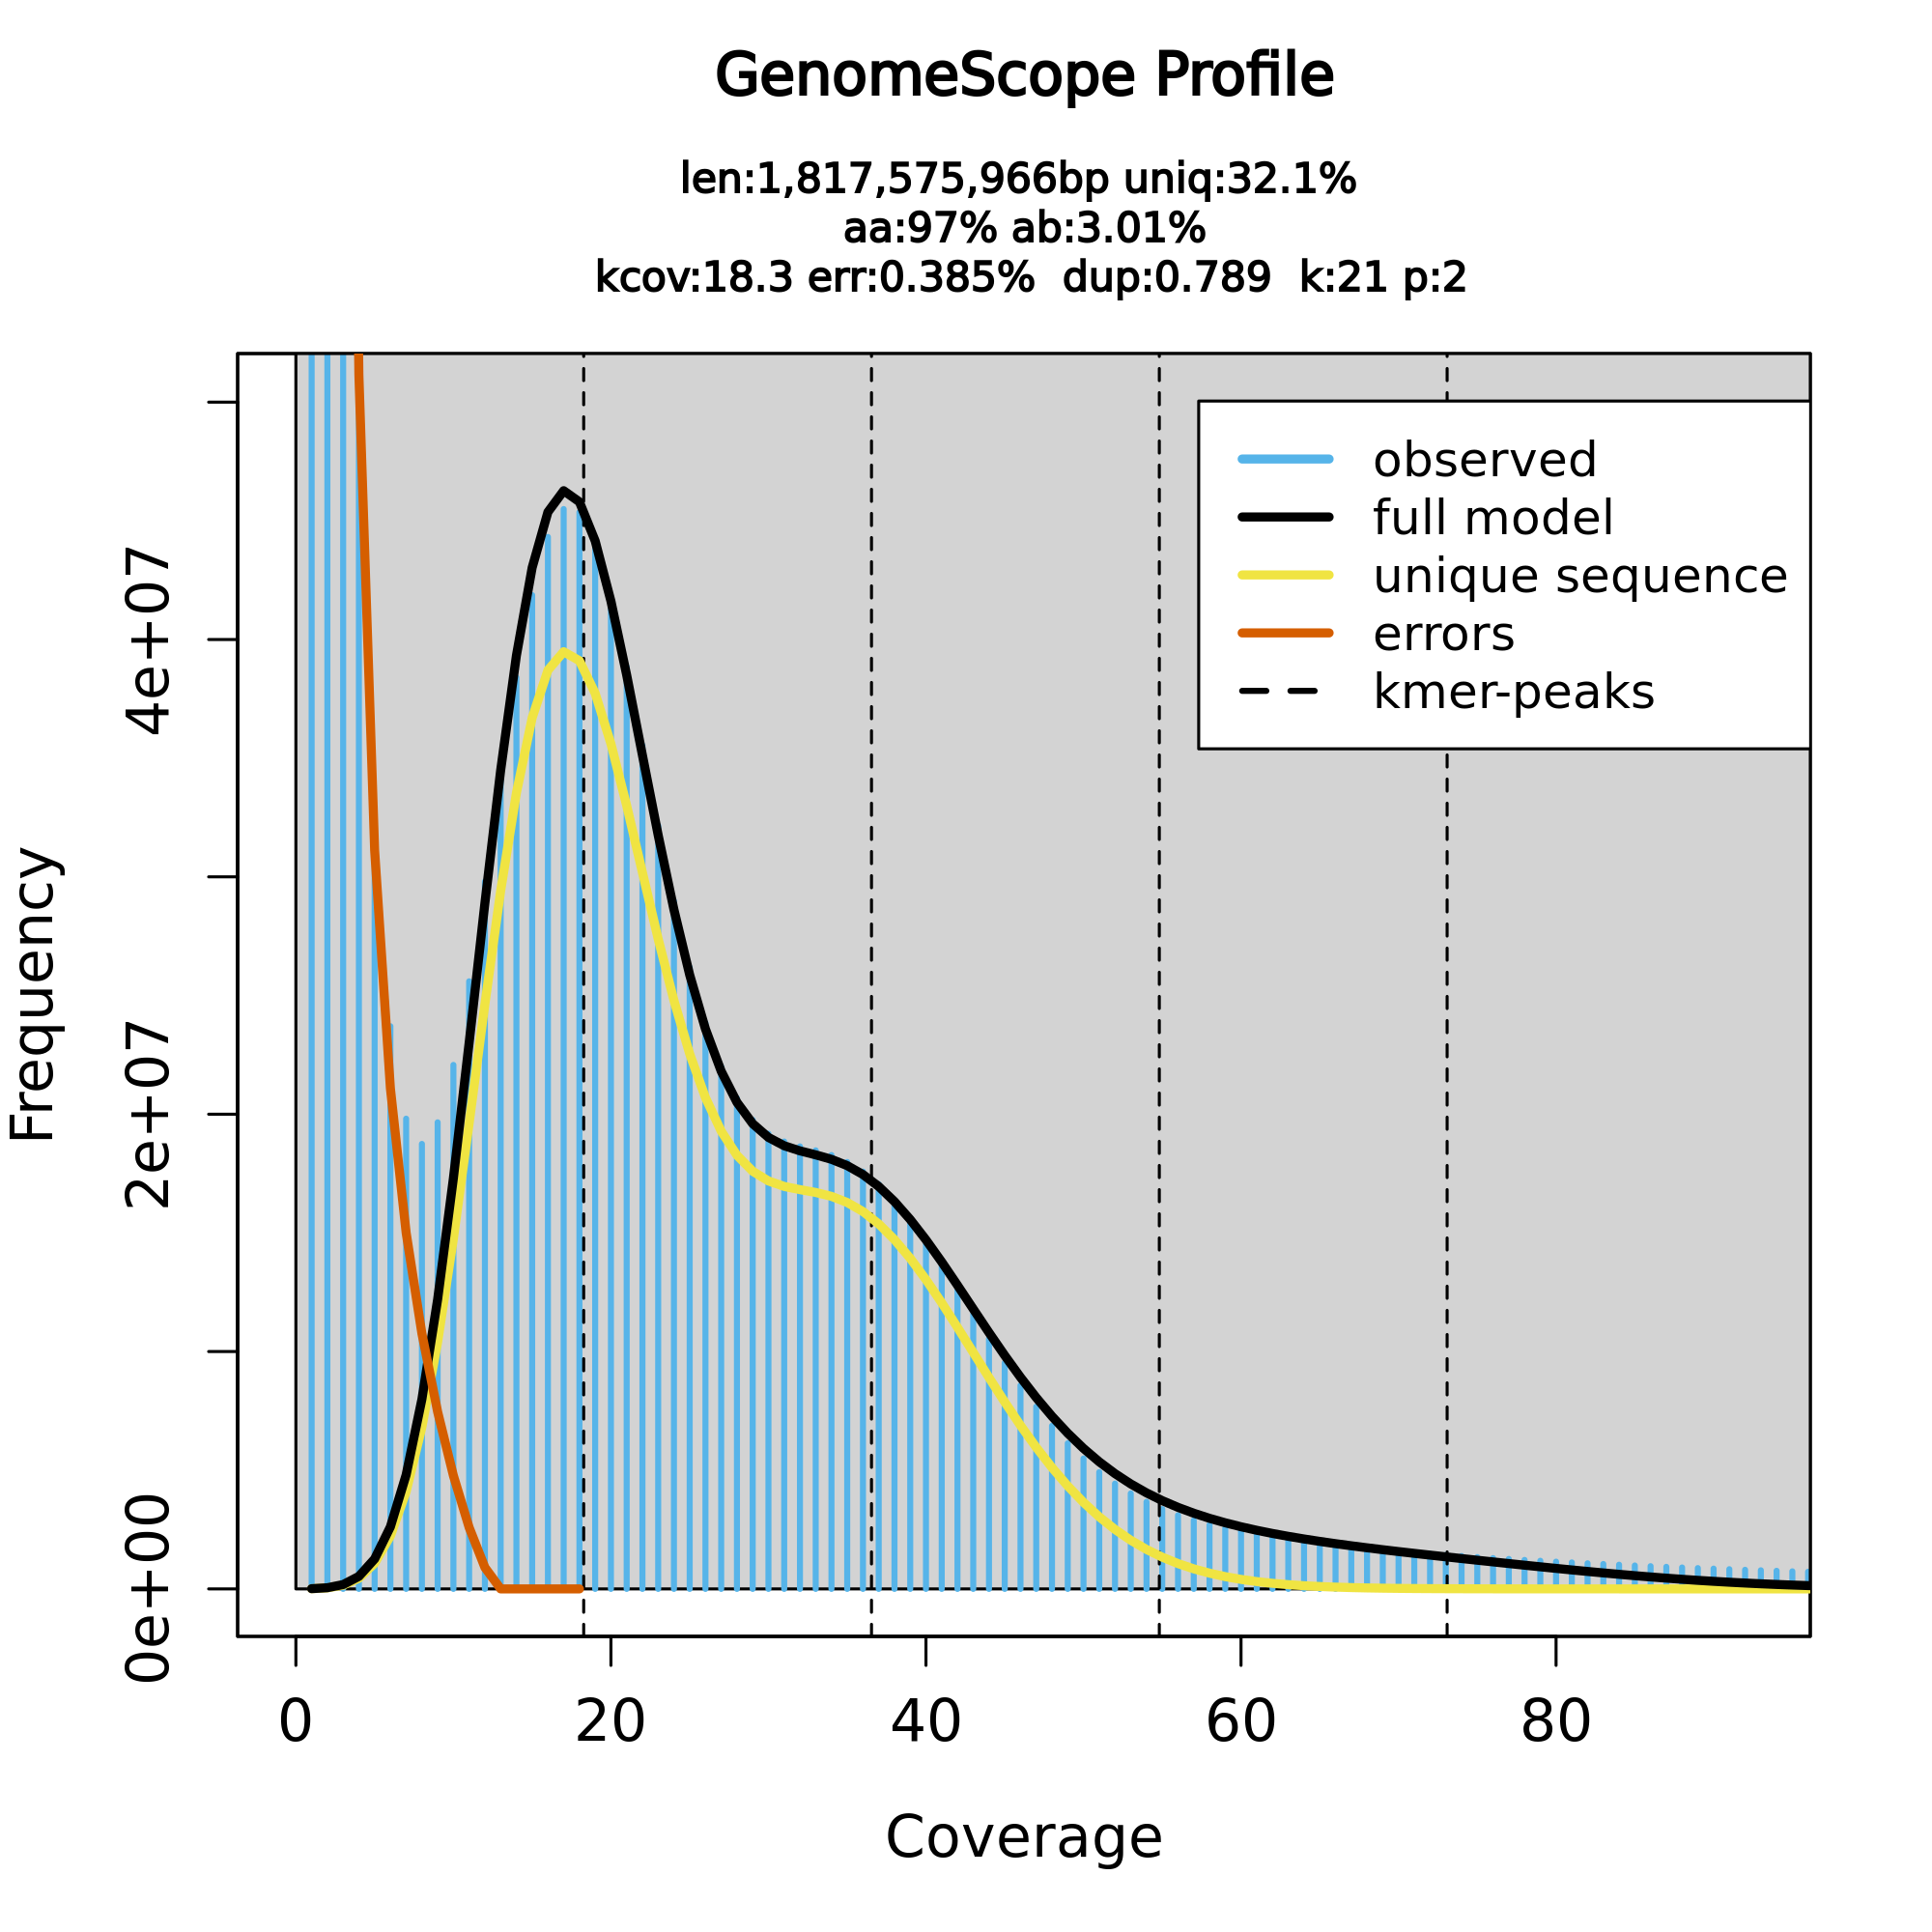 GenomeScope Profile
len:1,817,575,966bp uniq:32.1%
aa:97% ab:3.01%
kcov:18.3 err:0.385% dup:0.789 k:21 p:2
observed
full model
unique sequence
errors
kmer-peaks
Frequency
4e+07
2e+07
0e+00
0 20 40 60 80
Coverage